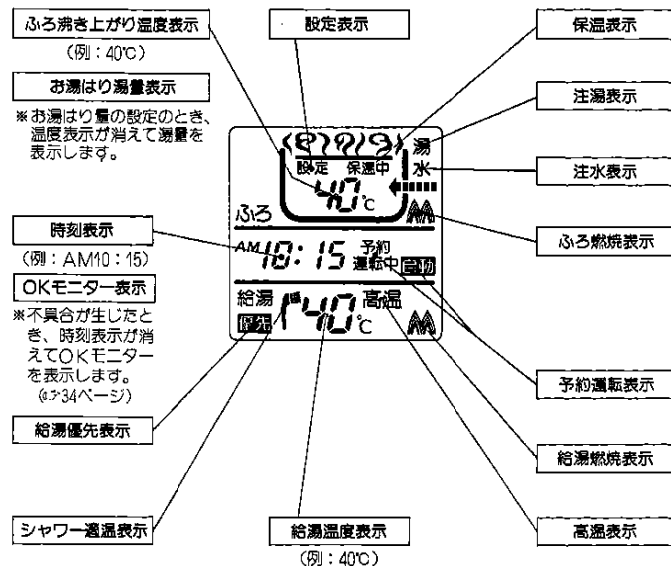 ふろ沸き上がり温度表示
(例：40℃)
お湯はり湯量表示
※お湯はり量の設定のとき、
温度表示が消えて湯量を
表示します。
時刻表示
(例：AM10：15)
OKモニター表示
※不具合が生じたと
き、時刻表示が消
えてOKモニター
を表示します。
(☞34ページ)
給湯優先表示
シャワー適温表示
設定表示
設定 保温中
40℃
ふろ
湯
水
AM 10:15 予約
運転中 自動
給湯 40℃ 高温
優先
給湯温度表示
(例：40℃)
保温表示
注湯表示
注水表示
ふろ燃焼表示
予約運転表示
給湯燃焼表示
高温表示